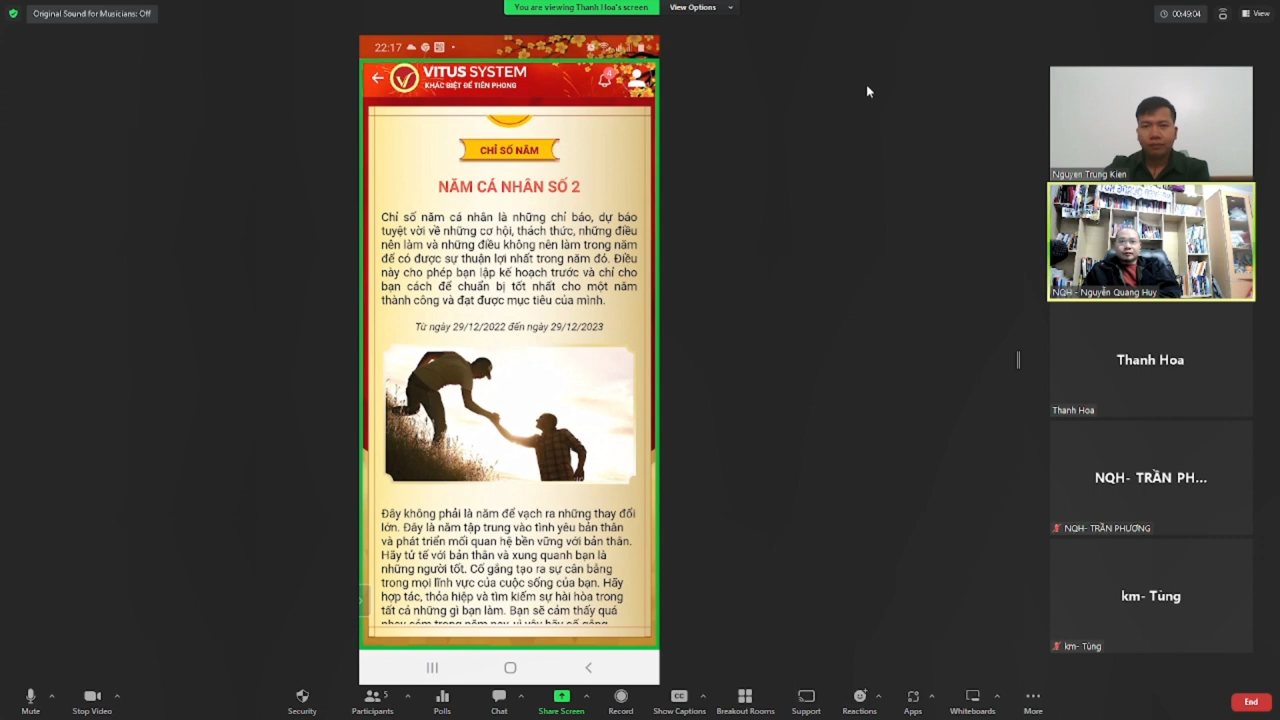 Original Sound for Musicians: Off
You are viewing Thanh Hoa's screen
View Options
00:49:04
View
22:17
VITUS SYSTEM
KHÁC BIỆT ĐỂ TIÊN PHONG
4
CHỈ SỐ NĂM
NĂM CÁ NHÂN SỐ 2
Chỉ số năm cá nhân là những chỉ báo, dự báo
tuyệt vời về những cơ hội, thách thức, những điều
nên làm và những điều không nên làm trong năm
để có được sự thuận lợi nhất trong năm đó. Điều
này cho phép bạn lập kế hoạch trước và chỉ cho
bạn cách để chuẩn bị tốt nhất cho một năm
thành công và đạt được mục tiêu của mình.
Từ ngày 29/12/2022 đến ngày 29/12/2023
Đây không phải là năm để vạch ra những thay đổi
lớn. Đây là năm tập trung vào tình yêu bản thân
và phát triển mối quan hệ bền vững với bản thân.
Hãy tử tế với bản thân và xung quanh bạn là
những người tốt. Cố gắng tạo ra sự cân bằng
trong mọi lĩnh vực của cuộc sống của bạn. Hãy
hợp tác, thỏa hiệp và tìm kiếm sự hài hòa trong
tất cả những gì bạn làm. Bạn sẽ cảm thấy quá
Nguyen Trung Kien
NQH - Nguyễn Quang Huy
Thanh Hoa
Thanh Hoa
NQH- TRẦN PH...
NQH- TRẦN PHƯƠNG
km- Tùng
km- Tùng
Mute
Stop Video
Security
Participants
5
Polls
Chat
Share Screen
Record
CC
Show Captions
Breakout Rooms
Support
Reactions
Apps
Whiteboards
More
End